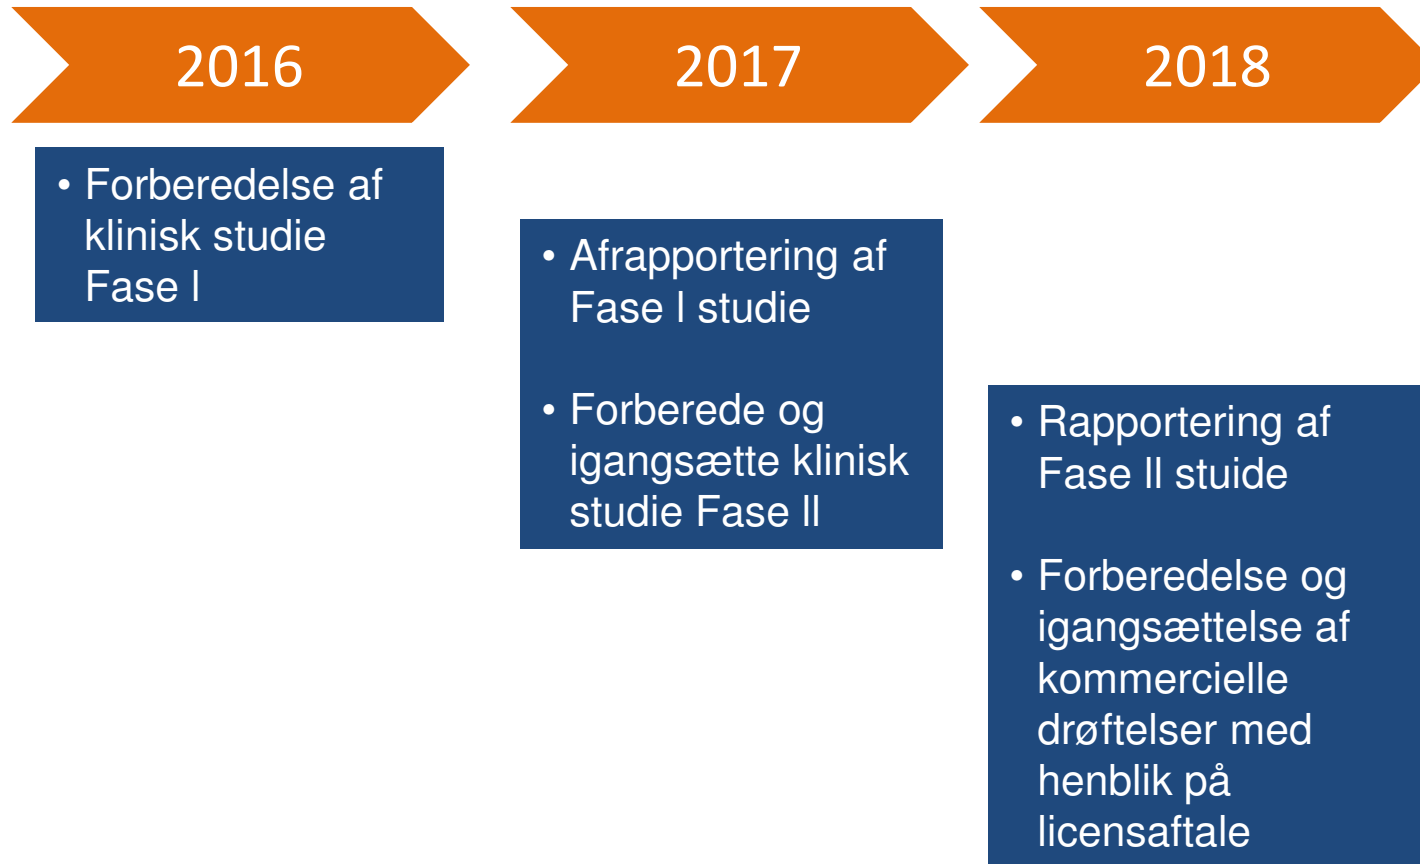 2016
2017
2018
• Forberedelse af
klinisk studie
Fase I
• Afrapportering af
Fase I studie
• Forberede og
igangsætte klinisk
studie Fase II
• Rapportering af
Fase II stuide
• Forberedelse og
igangsættelse af
kommercielle
drøftelser med
henblik på
licensaftale